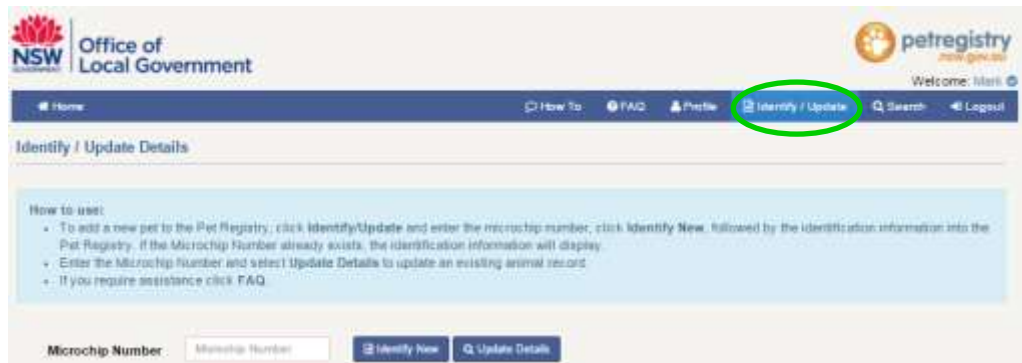 NSW
GOVERNMENT
Office of
Local Government
petregistry
.nsw.gov.au
Welcome: Mark
Home
How To
FAQ
Profile
Identify / Update
Search
Logout
Identify / Update Details
How to use:
To add a new pet to the Pet Registry, click Identify/Update and enter the microchip number, click Identify New, followed by the identification information into the
Pet Registry. If the Microchip Number already exists, the identification information will display.
Enter the Microchip Number and select Update Details to update an existing animal record.
If you require assistance click FAQ.
Microchip Number
Microchip Number
Identify New
Update Details